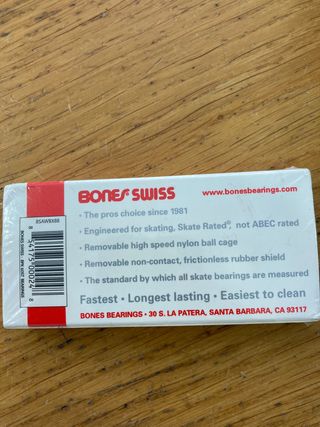 BONES SWISS
www.bonesbearings.com
• The pros choice since 1981
• Engineered for skating, Skate Rated®, not ABEC rated
• Removable high speed nylon ball cage
• Removable non-contact, frictionless rubber shield
• The standard by which all skate bearings are measured
Fastest • Longest lasting • Easiest to clean
BONES BEARINGS • 30 S. LA PATERA, SANTA BARBARA, CA 93117